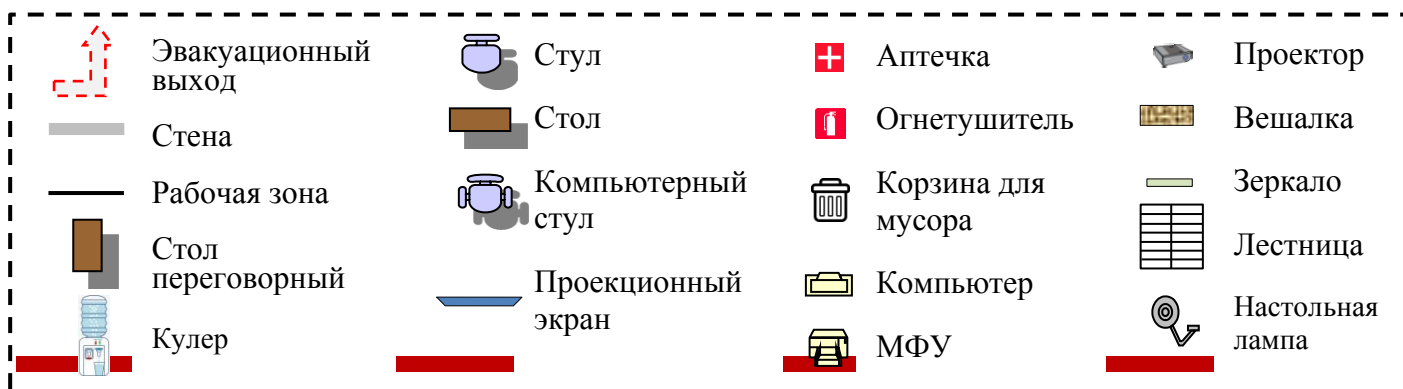 Эвакуационный
выход
Стена
Рабочая зона
Стол
переговорный
Кулер
Стул
Стол
Компьютерный
стул
Проекционный
экран
Аптечка
Огнетушитель
Корзина для
мусора
Компьютер
МФУ
Проектор
Вешалка
Зеркало
Лестница
Настольная
лампа